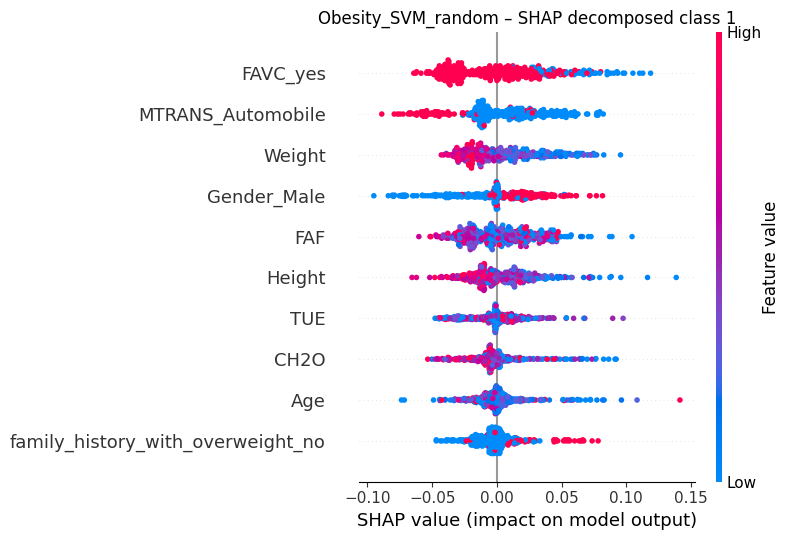 Obesity_SVM_random – SHAP decomposed class 1
High
FAVC_yes
MTRANS_Automobile
Weight
Gender_Male
FAF
Height
TUE
CH2O
Age
family_history_with_overweight_no
Feature value
Low
−0.10 −0.05 0.00 0.05 0.10 0.15
SHAP value (impact on model output)